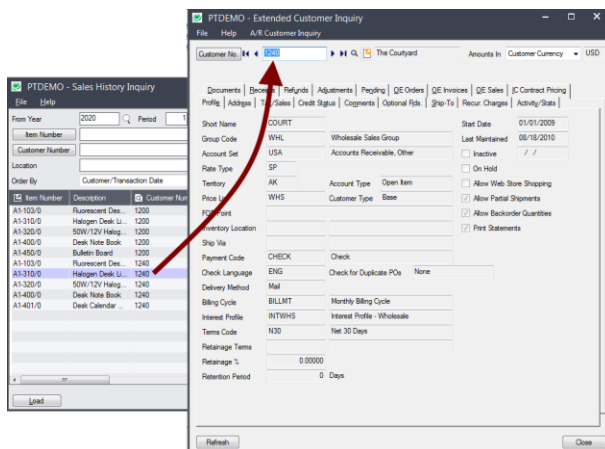 PTDEMO - Sales History Inquiry
File Help
From Year 2020 Period 1
Item Number
Customer Number
Location
Order By Customer/Transaction Date
Item Number Description Customer Num
A1-103/0 Fluorescent Des... 1200
A1-310/0 Halogen Desk Li... 1200
A1-320/0 50W/12V Halog... 1200
A1-400/0 Desk Note Book 1200
A1-450/0 Bulletin Board 1200
A1-103/0 Fluorescent Des... 1240
A1-310/0 Halogen Desk Li... 1240
A1-320/0 50W/12V Halog... 1240
A1-400/0 Desk Note Book 1240
A1-401/0 Desk Calendar ... 1240
Load
PTDEMO - Extended Customer Inquiry
File Help A/R Customer Inquiry
Customer No. 1240 The Courtyard Amounts In Customer Currency USD
Documents Receipts Refunds Adjustments Pending OE Orders OE Invoices OE Sales IC Contract Pricing
Profile Address Tax/Sales Credit Status Comments Optional Flds. Ship-To Recur. Charges Activity/Stats
Short Name COURT Start Date 01/01/2009
Group Code WHL Wholesale Sales Group Last Maintained 08/18/2010
Account Set USA Accounts Receivable, Other Inactive / /
Rate Type SP On Hold
Territory AK Account Type Open Item Allow Web Store Shopping
Price List WHS Customer Type Base Allow Partial Shipments
FOB Point Allow Backorder Quantities
Inventory Location Print Statements
Ship Via
Payment Code CHECK Check
Check Language ENG Check for Duplicate POs None
Delivery Method Mail
Billing Cycle BILLMT Monthly Billing Cycle
Interest Profile INTWHS Interest Profile - Wholesale
Terms Code N30 Net 30 Days
Retainage Terms
Retainage % 0.00000
Retention Period 0 Days
Refresh Close